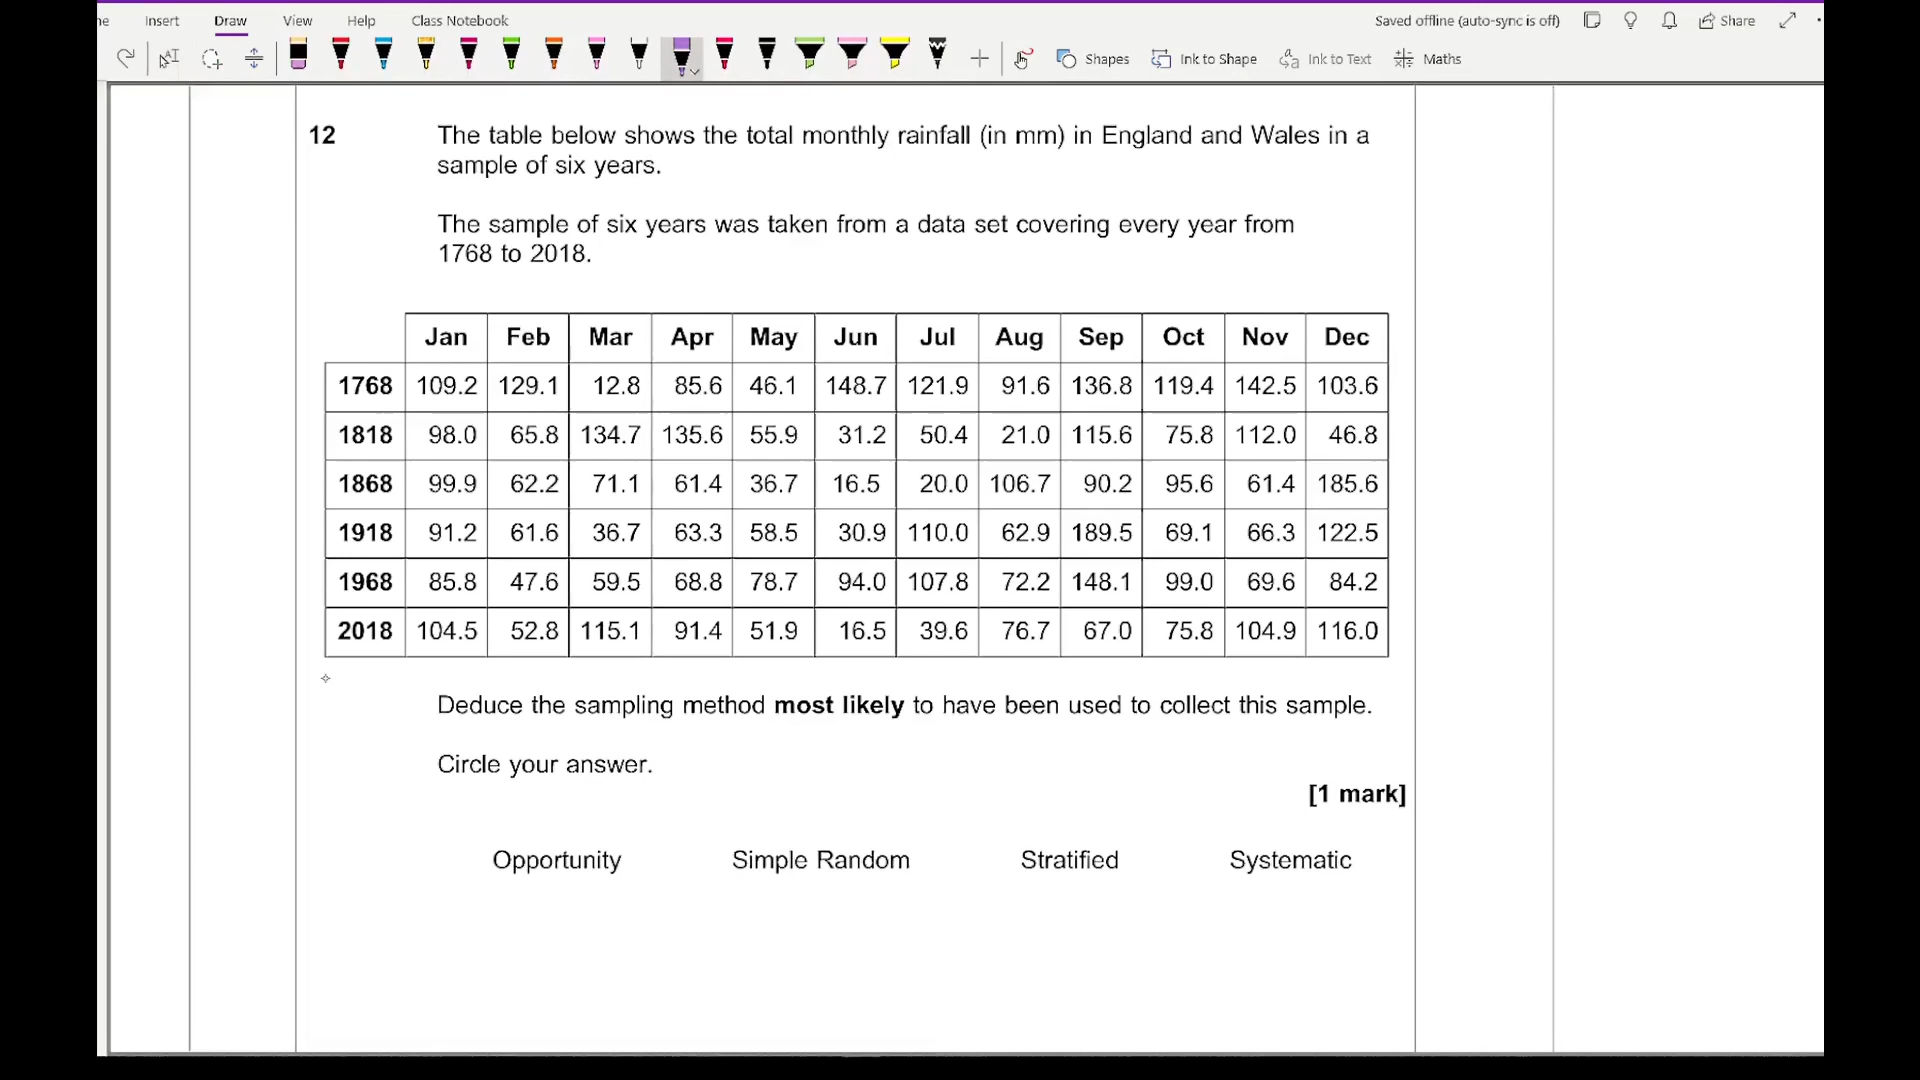 Insert Draw View Help Class Notebook Saved offline (auto-sync is off) Share
Shapes Ink to Shape Ink to Text Maths
12 The table below shows the total monthly rainfall (in mm) in England and Wales in a
sample of six years.
The sample of six years was taken from a data set covering every year from
1768 to 2018.
Jan Feb Mar Apr May Jun Jul Aug Sep Oct Nov Dec
1768 109.2 129.1 12.8 85.6 46.1 148.7 121.9 91.6 136.8 119.4 142.5 103.6
1818 98.0 65.8 134.7 135.6 55.9 31.2 50.4 21.0 115.6 75.8 112.0 46.8
1868 99.9 62.2 71.1 61.4 36.7 16.5 20.0 106.7 90.2 95.6 61.4 185.6
1918 91.2 61.6 36.7 63.3 58.5 30.9 110.0 62.9 189.5 69.1 66.3 122.5
1968 85.8 47.6 59.5 68.8 78.7 94.0 107.8 72.2 148.1 99.0 69.6 84.2
2018 104.5 52.8 115.1 91.4 51.9 16.5 39.6 76.7 67.0 75.8 104.9 116.0
Deduce the sampling method most likely to have been used to collect this sample.
Circle your answer.
[1 mark]
Opportunity Simple Random Stratified Systematic